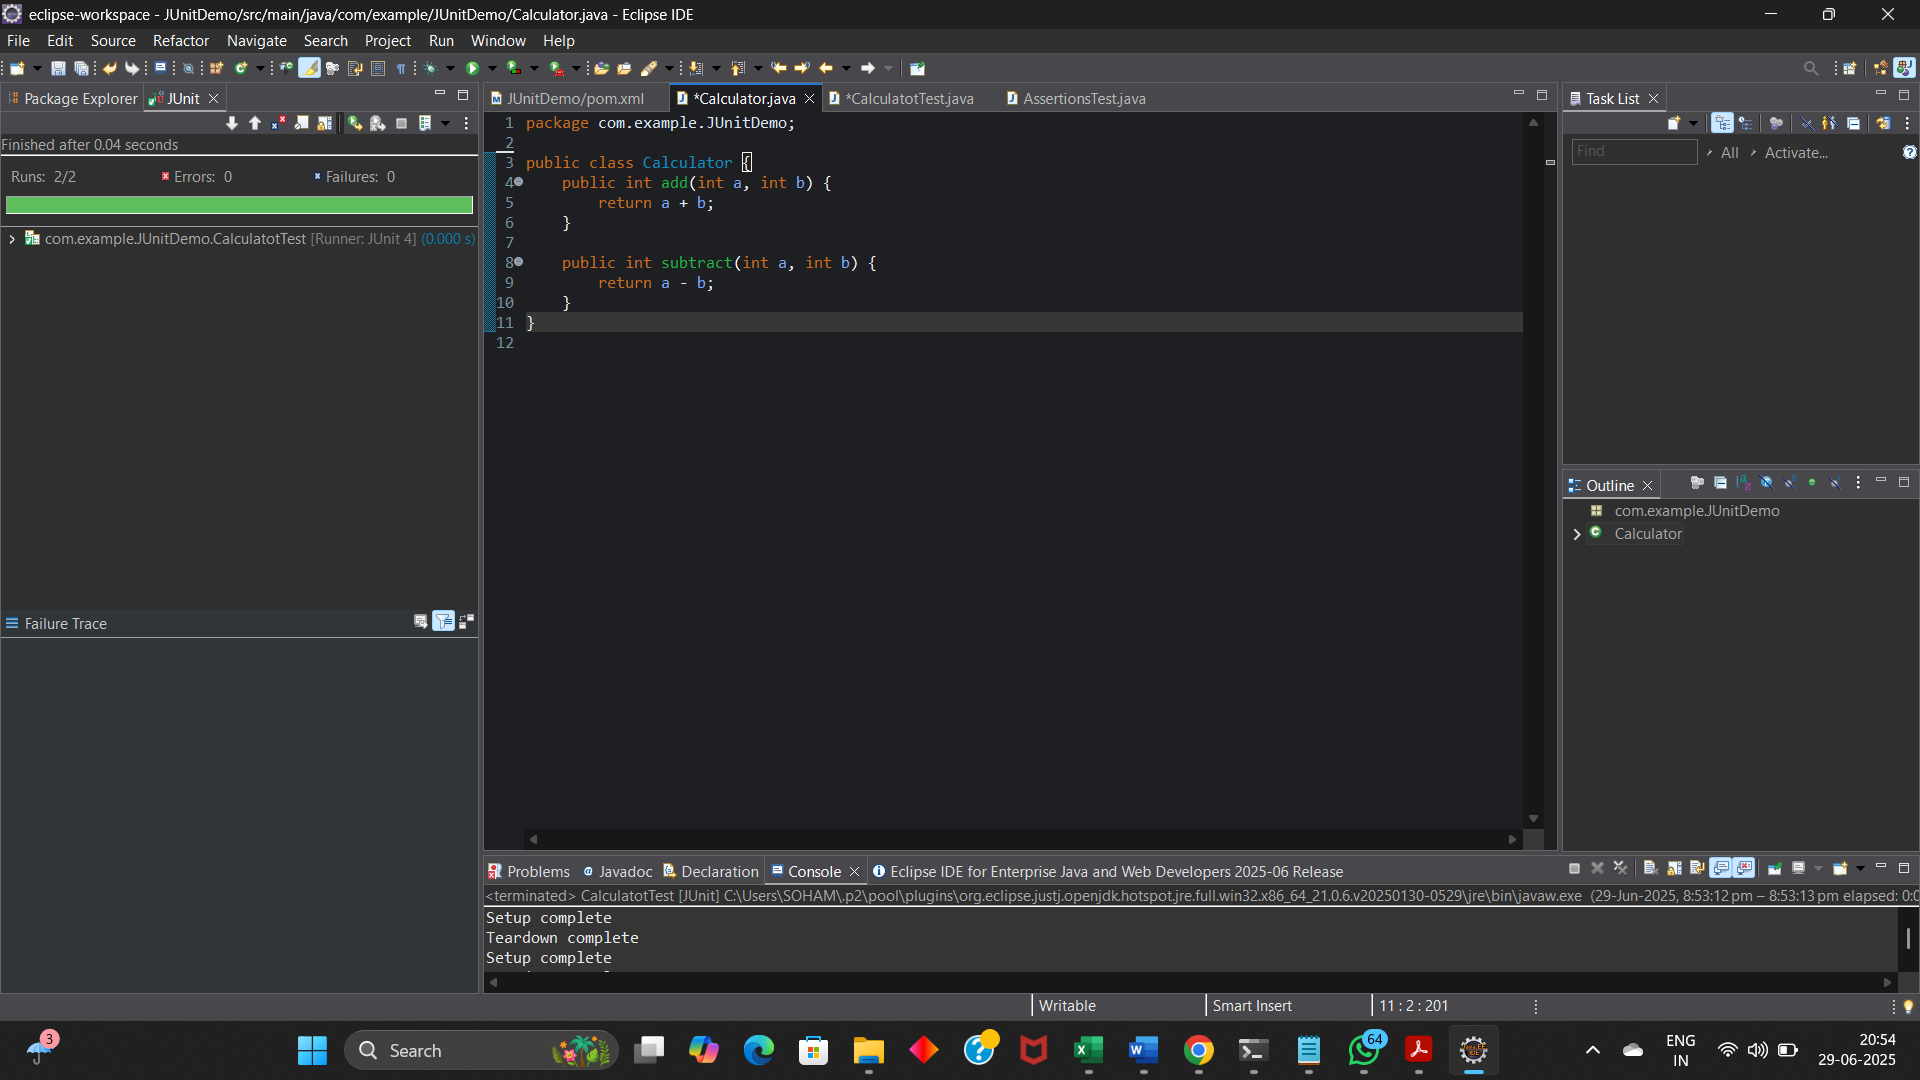 eclipse-workspace - JUnitDemo/src/main/java/com/example/JUnitDemo/Calculator.java - Eclipse IDE
File Edit Source Refactor Navigate Search Project Run Window Help
Package Explorer JUnit
Finished after 0.04 seconds
Runs: 2/2 Errors: 0 Failures: 0
com.example.JUnitDemo.CalculatotTest [Runner: JUnit 4] (0.000 s)
Failure Trace
JUnitDemo/pom.xml *Calculator.java *CalculatotTest.java AssertionsTest.java
1 package com.example.JUnitDemo;
2
3 public class Calculator {
4 public int add(int a, int b) {
5 return a + b;
6 }
7
8 public int subtract(int a, int b) {
9 return a - b;
10 }
11 }
12
Task List
Find All Activate...
Outline
com.example.JUnitDemo
Calculator
Problems Javadoc Declaration Console Eclipse IDE for Enterprise Java and Web Developers 2025-06 Release
<terminated> CalculatotTest [JUnit] C:\Users\SOHAM\.p2\pool\plugins\org.eclipse.justj.openjdk.hotspot.jre.full.win32.x86_64_21.0.6.v20250130-0529\jre\bin\javaw.exe (29-Jun-2025, 8:53:12 pm – 8:53:13 pm elapsed: 0:0
Setup complete
Teardown complete
Setup complete
Writable Smart Insert 11 : 2 : 201
3
Search
64
ENG
IN
20:54
29-06-2025